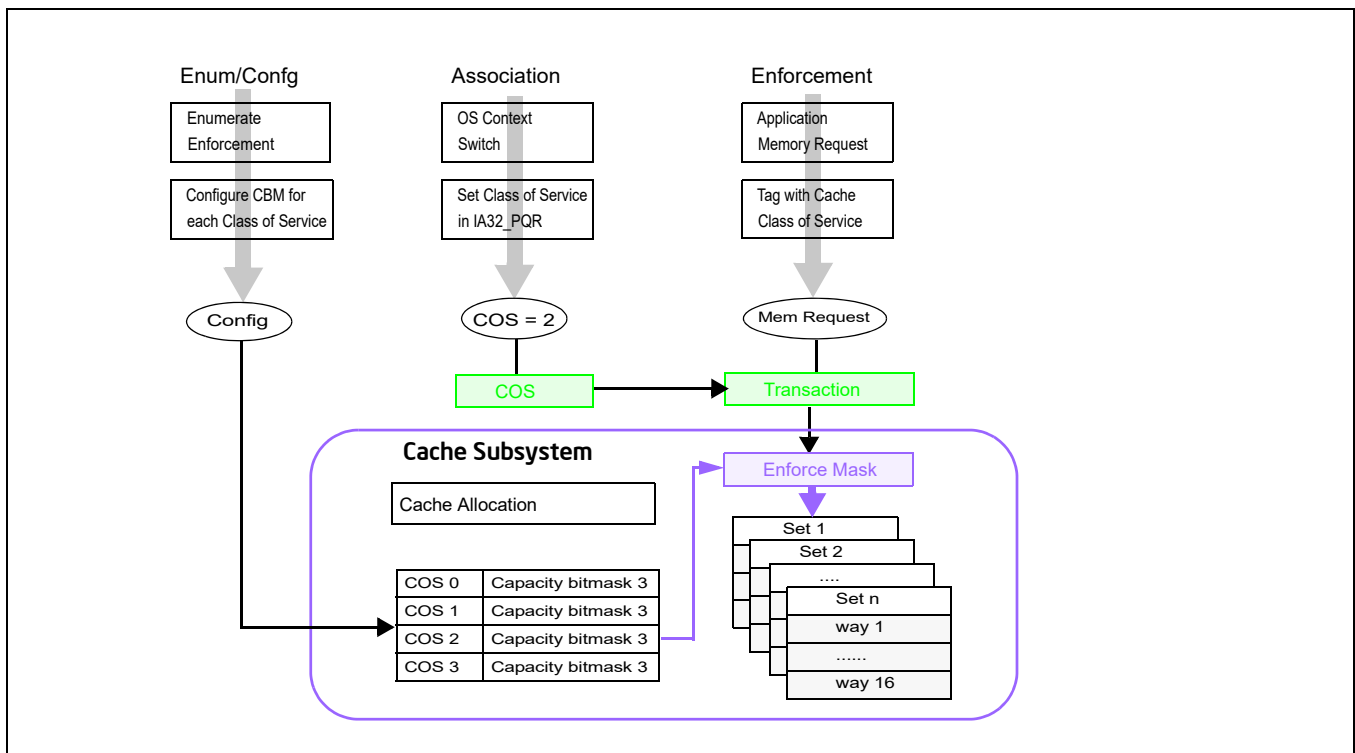 Enum/Confg
Association
Enforcement
Enumerate
Enforcement
OS Context
Switch
Application
Memory Request
Configure CBM for
each Class of Service
Set Class of Service
in IA32_PQR
Tag with Cache
Class of Service
Config
COS = 2
Mem Request
COS
Transaction
Cache Subsystem
Enforce Mask
Cache Allocation
Set 1
Set 2
....
Set n
way 1
......
way 16
COS 0 Capacity bitmask 3
COS 1 Capacity bitmask 3
COS 2 Capacity bitmask 3
COS 3 Capacity bitmask 3